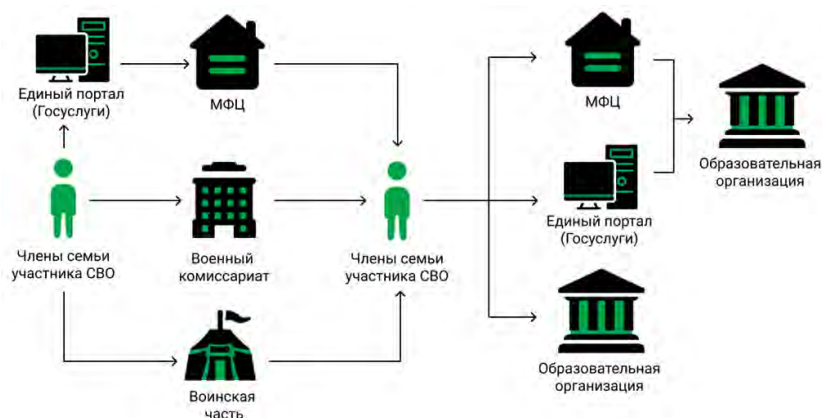 Единый портал
(Госуслуги)
МФЦ
Члены семьи
участника СВО
Военный
комиссариат
Воинская
часть
Члены семьи
участника СВО
МФЦ
Единый портал
(Госуслуги)
Образовательная
организация
Образовательная
организация